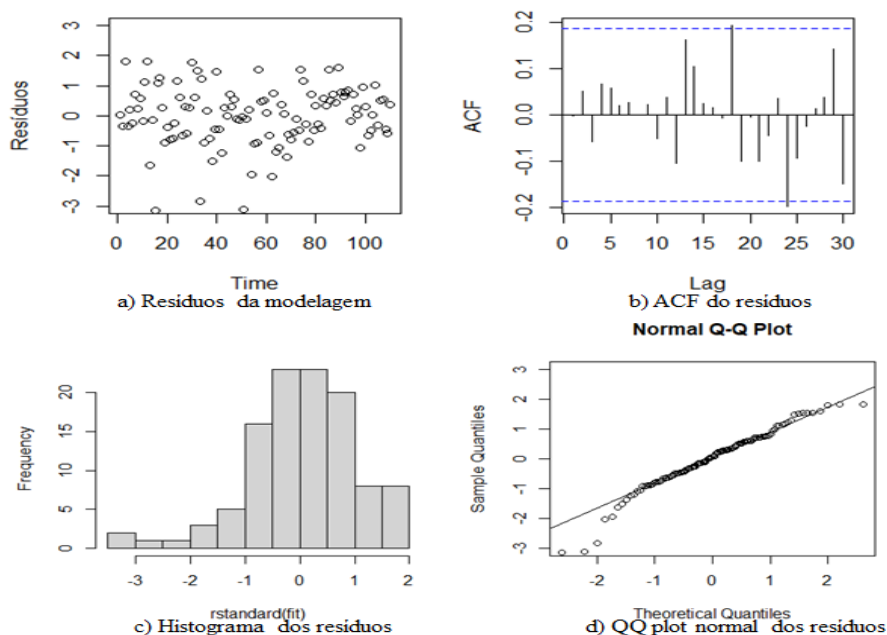 Resíduos
3
2
1
0
-1
-2
-3
0 20 40 60 80 100
Time
a) Resíduos da modelagem
ACF
0.2
0.1
0.0
-0.1
-0.2
0 5 10 15 20 25 30
Lag
b) ACF do resíduos
Frequency
20
15
10
5
0
-3 -2 -1 0 1 2
rstandard(fit)
c) Histograma dos resíduos
Normal Q-Q Plot
Sample Quantiles
3
2
1
0
-1
-2
-3
-2 -1 0 1 2
Theoretical Quantiles
d) QQ plot normal dos resíduos